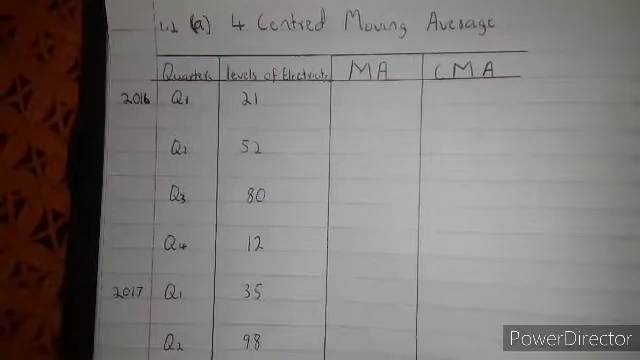 1.2 (a) 4 Centred Moving Average
Quarters levels of Electricity MA CMA
2016 Q1 21
Q2 52
Q3 80
Q4 12
2017 Q1 35
Q2 98
PowerDirector